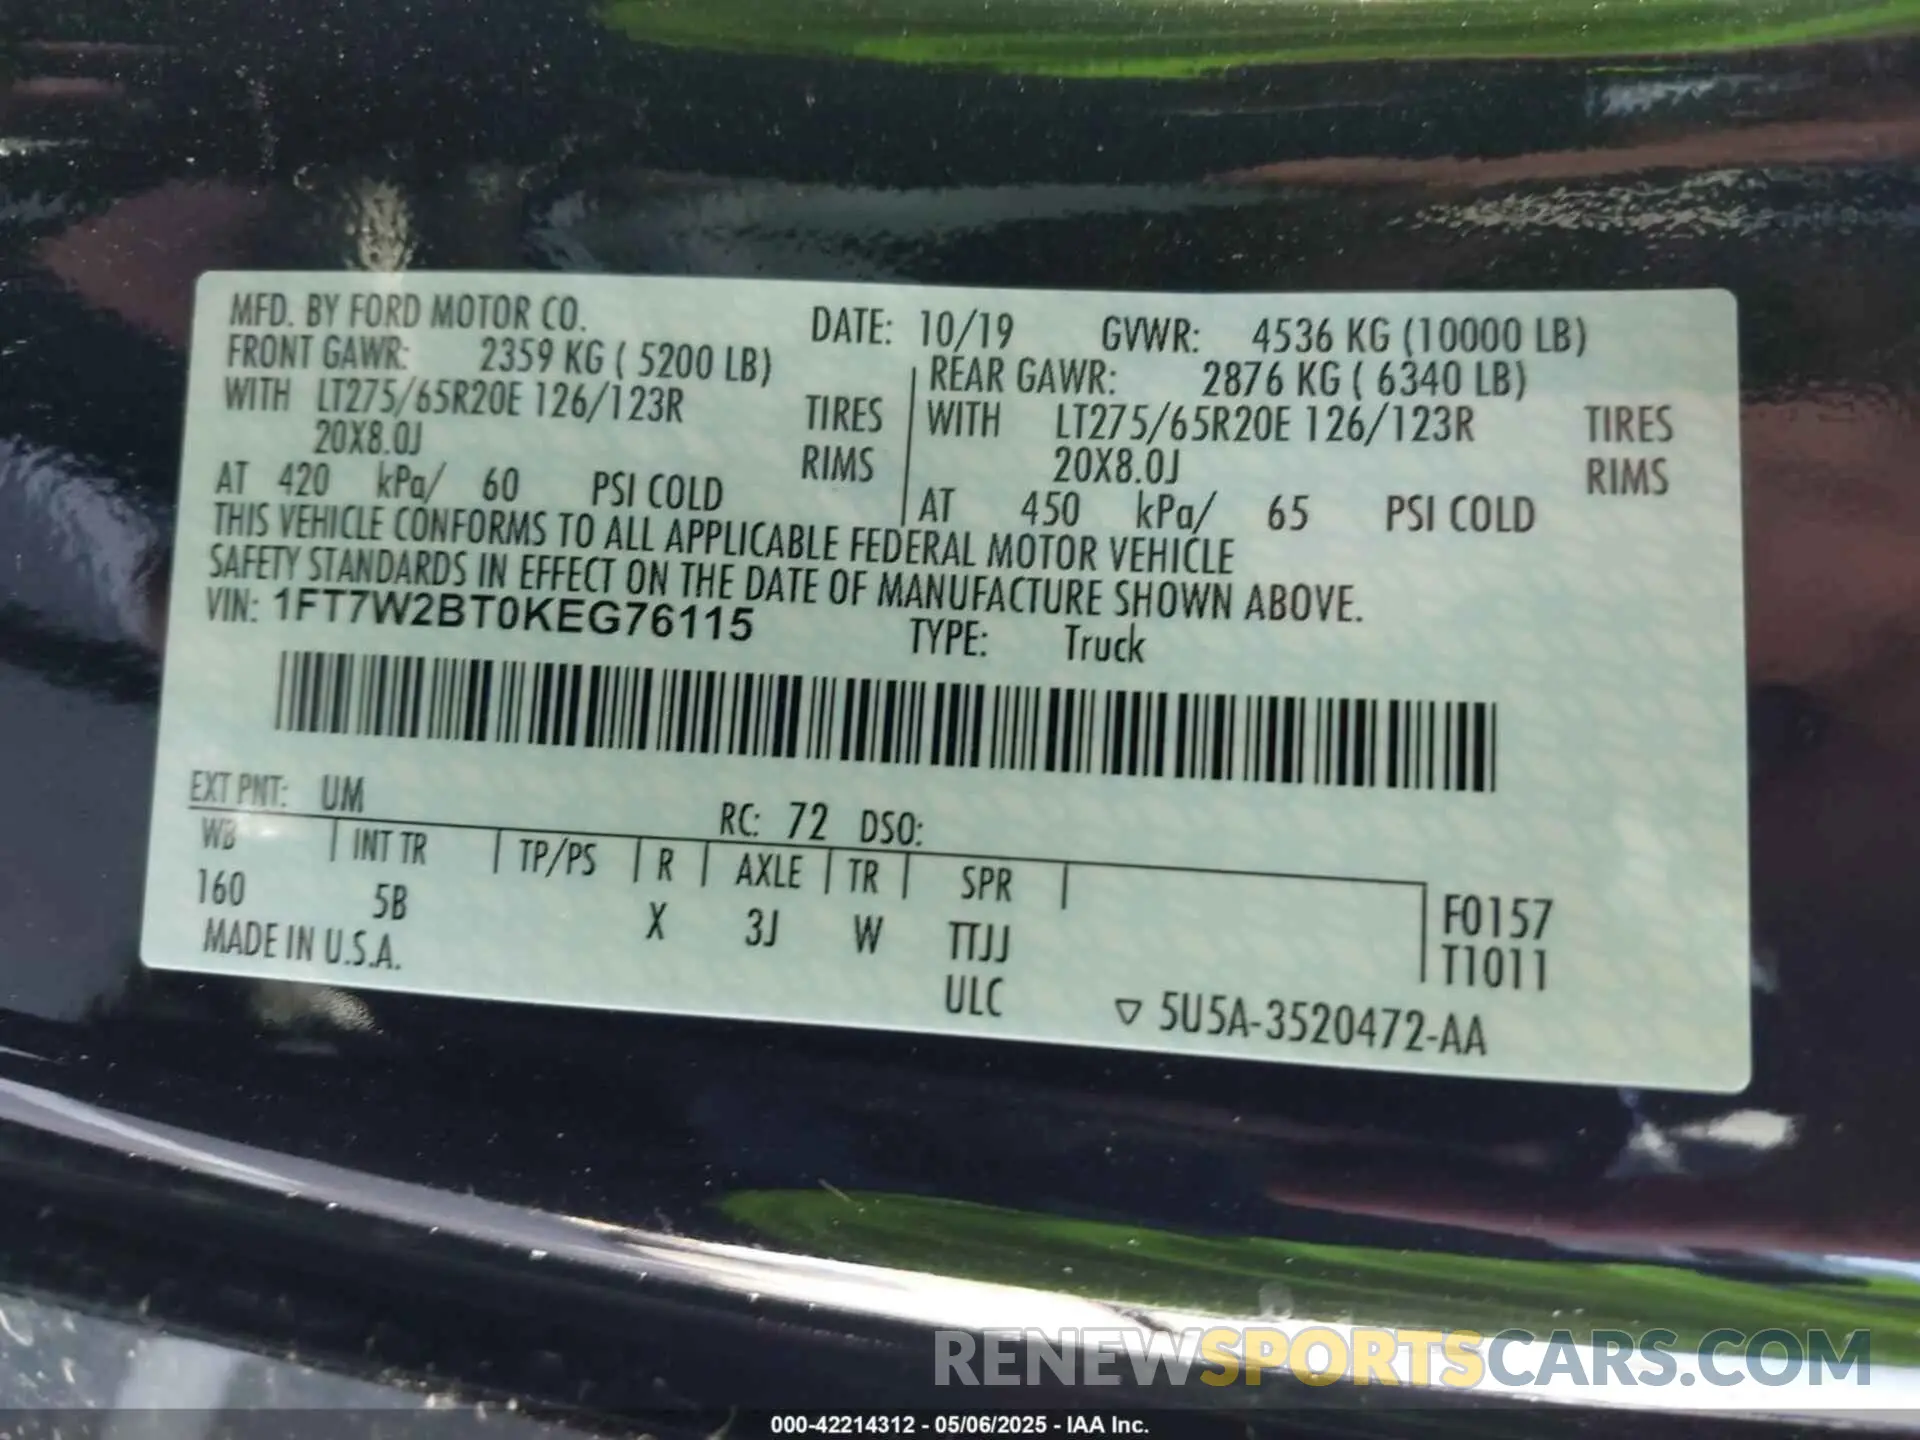 MFD. BY FORD MOTOR CO. DATE: 10/19 GVWR: 4536 KG (10000 LB)
FRONT GAWR: 2359 KG ( 5200 LB) REAR GAWR: 2876 KG ( 6340 LB)
WITH LT275/65R20E 126/123R TIRES WITH LT275/65R20E 126/123R TIRES
20X8.0J RIMS 20X8.0J RIMS
AT 420 kPa/ 60 PSI COLD AT 450 kPa/ 65 PSI COLD
THIS VEHICLE CONFORMS TO ALL APPLICABLE FEDERAL MOTOR VEHICLE
SAFETY STANDARDS IN EFFECT ON THE DATE OF MANUFACTURE SHOWN ABOVE.
VIN: 1FT7W2BT0KEG76115 TYPE: Truck
EXT PNT: UM RC: 72 DSO:
WB INT TR TP/PS R AXLE TR SPR
160 5B X 3J W TTJJ F0157
MADE IN U.S.A. ULC T1011
▽ 5U5A-3520472-AA
RENEWSPORTSCARS.COM
000-42214312 - 05/06/2025 - IAA Inc.